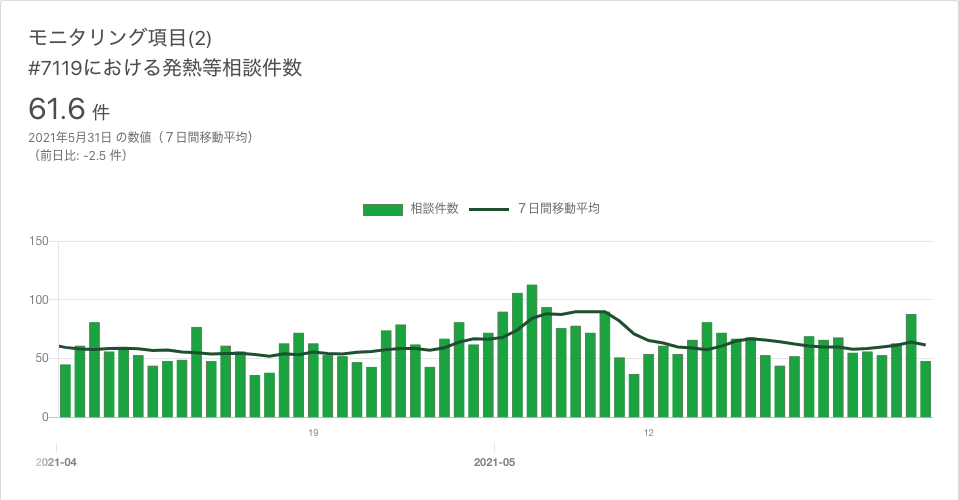 モニタリング項目(2)
#7119における発熱等相談件数
61.6 件
2021年5月31日 の数値（７日間移動平均）
（前日比: -2.5 件）
相談件数 ７日間移動平均
150
100
50
0
19 12
2021-04 2021-05